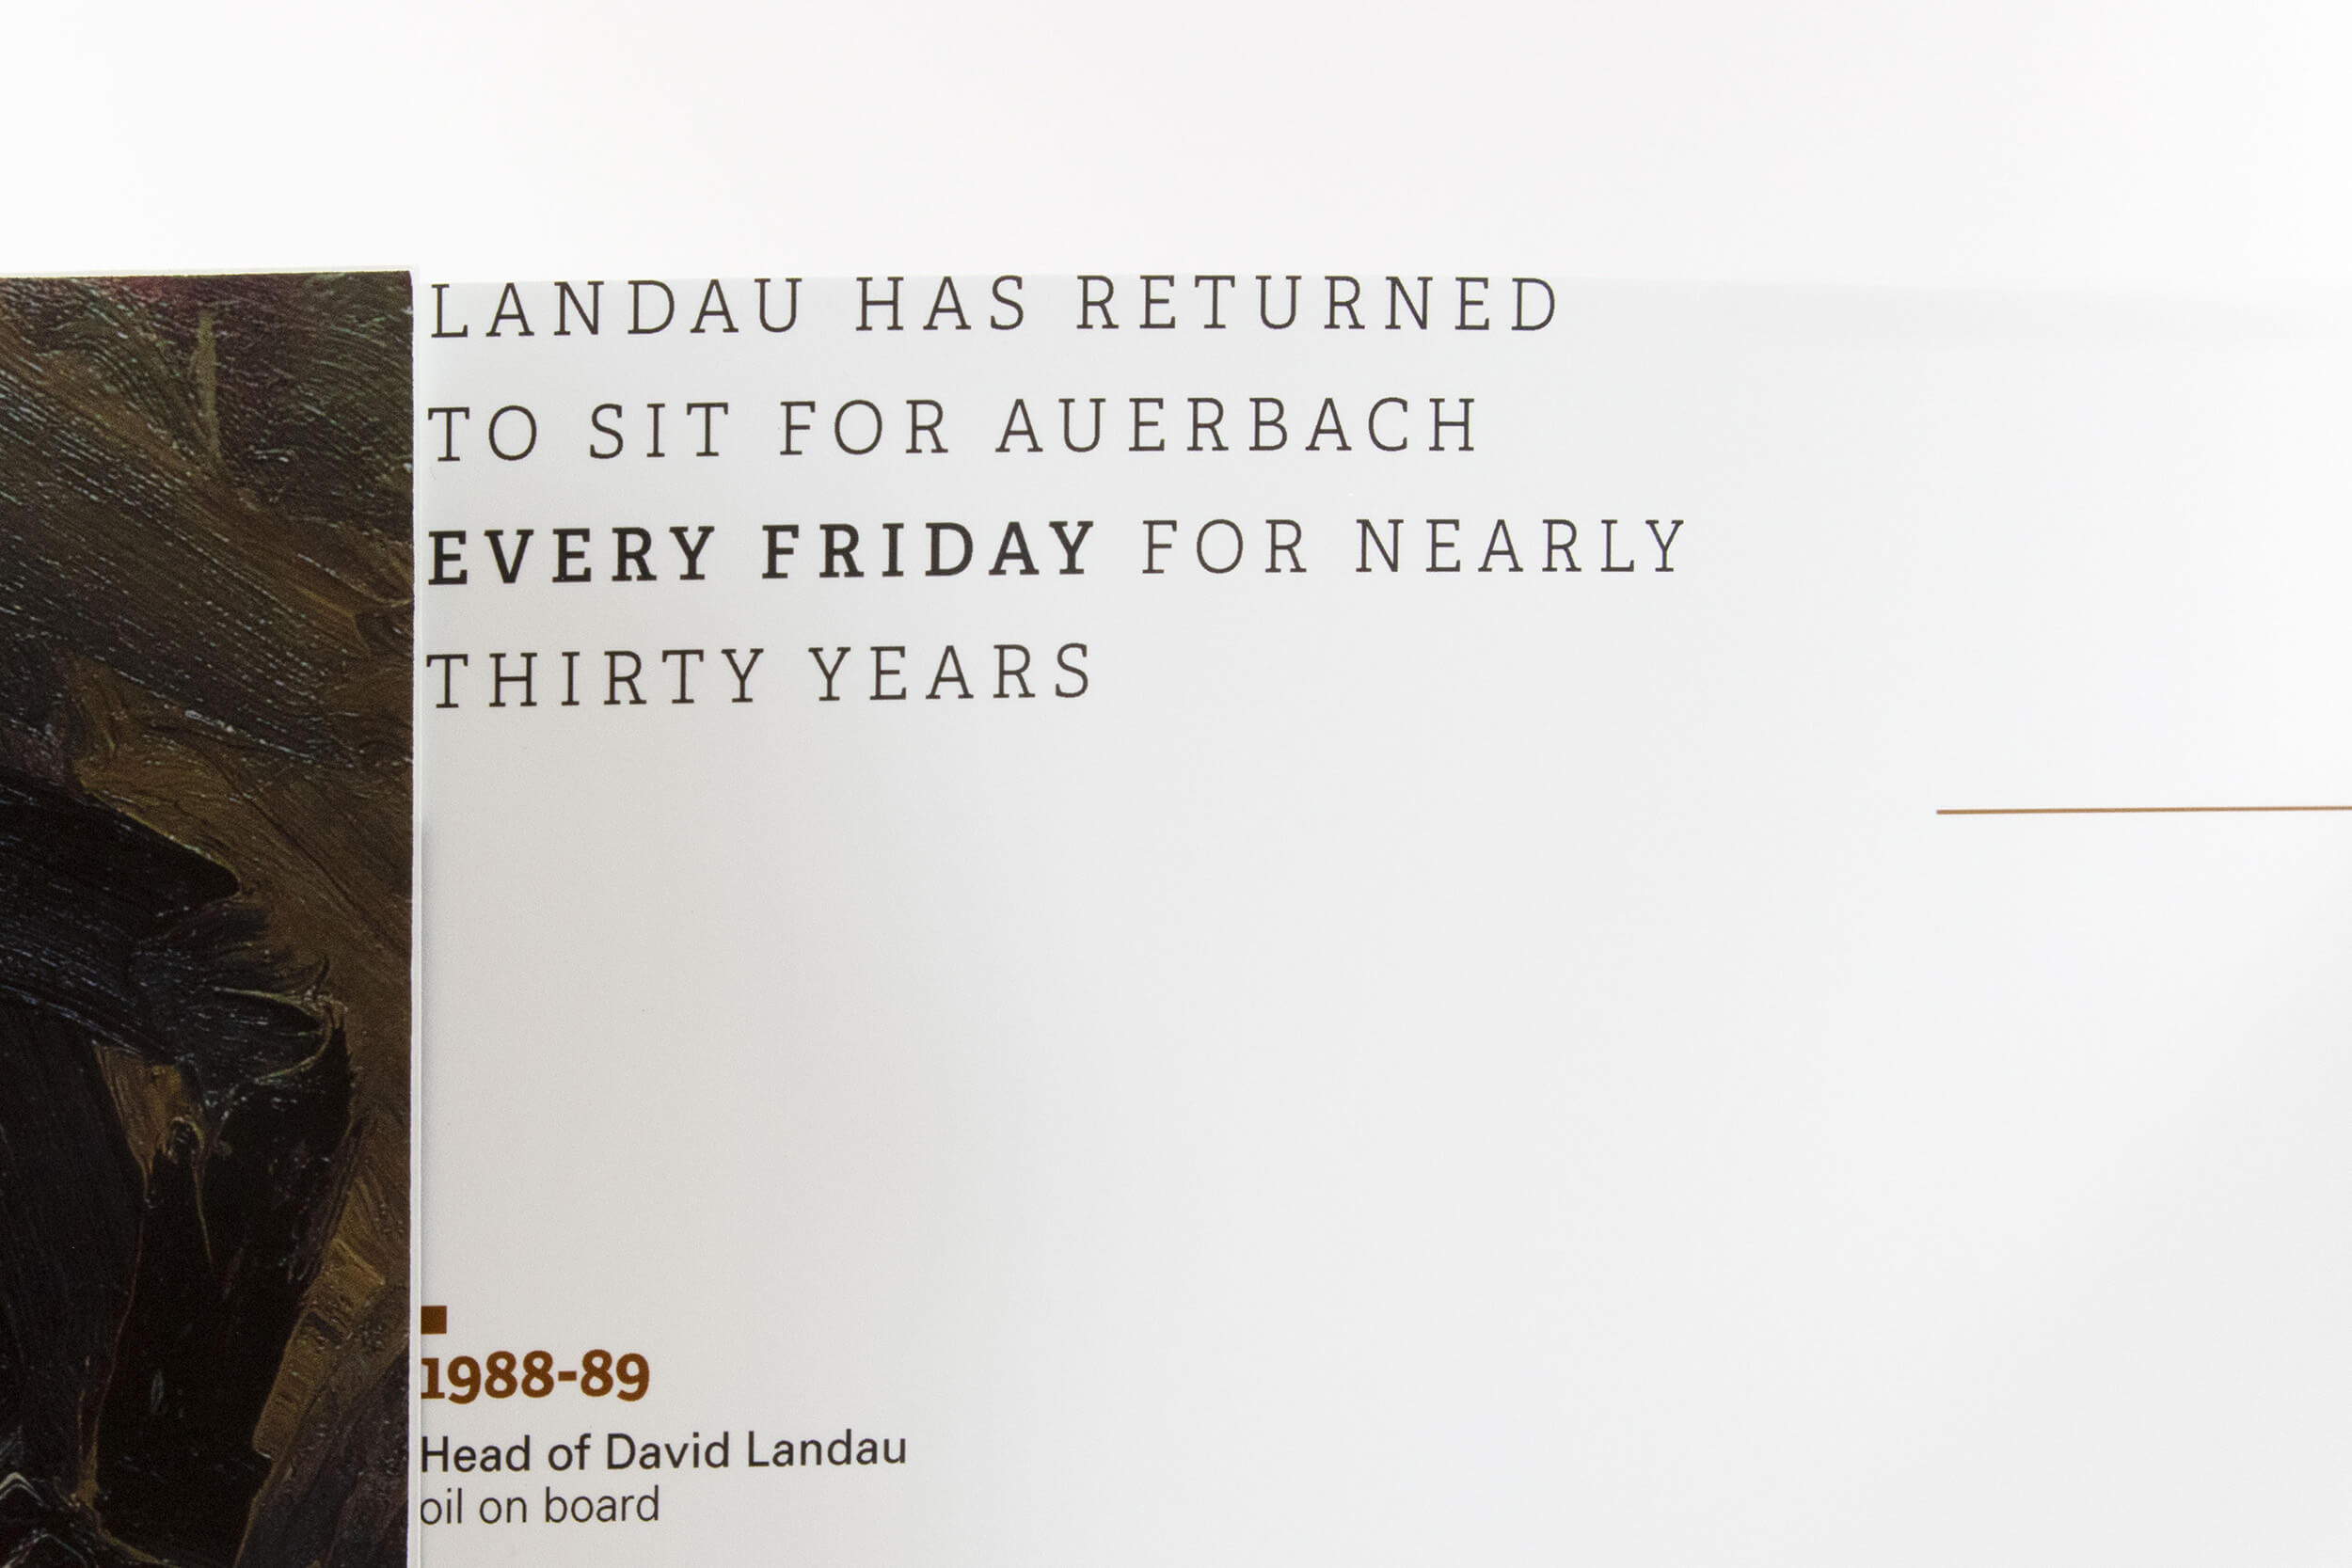 LANDAU HAS RETURNED
TO SIT FOR AUERBACH
EVERY FRIDAY FOR NEARLY
THIRTY YEARS
1988-89
Head of David Landau
oil on board